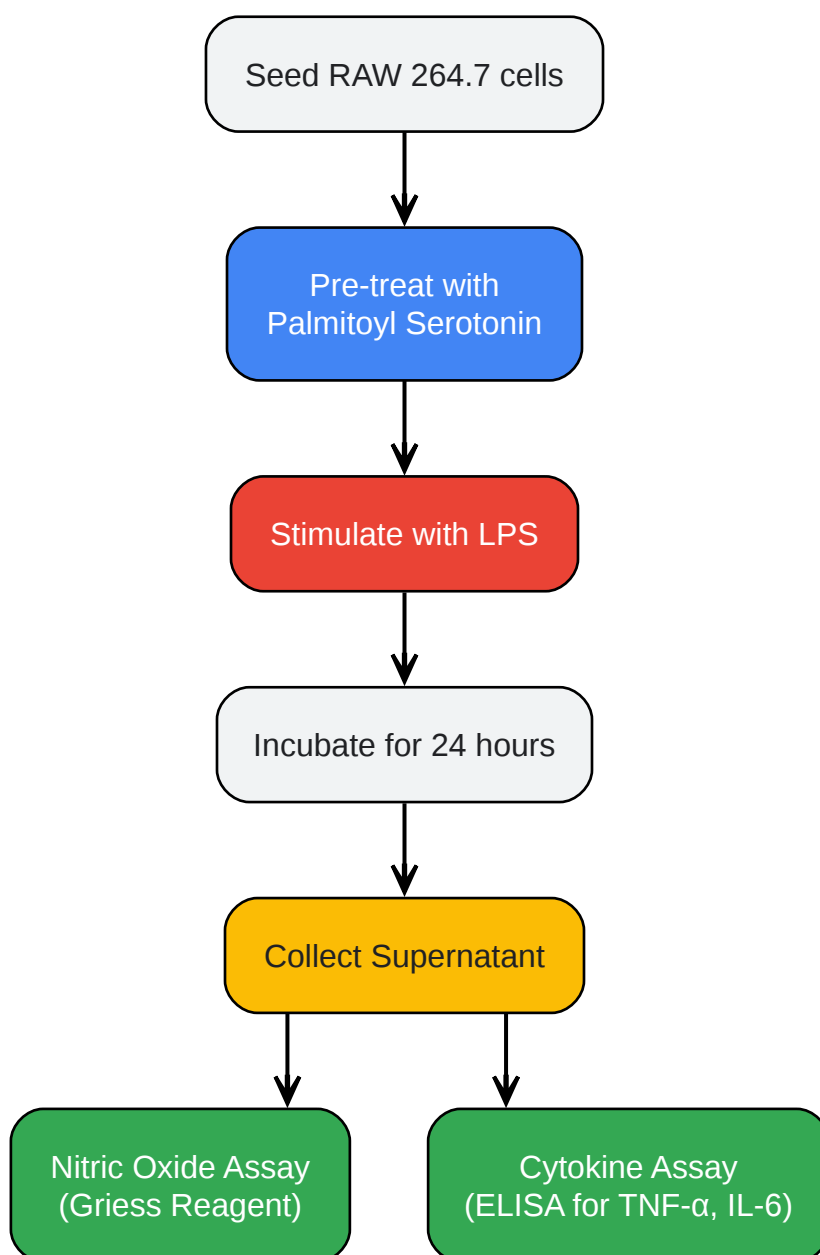 Seed RAW 264.7 cells
Pre-treat with
Palmitoyl Serotonin
Stimulate with LPS
Incubate for 24 hours
Collect Supernatant
Nitric Oxide Assay
(Griess Reagent)
Cytokine Assay
(ELISA for TNF-α, IL-6)